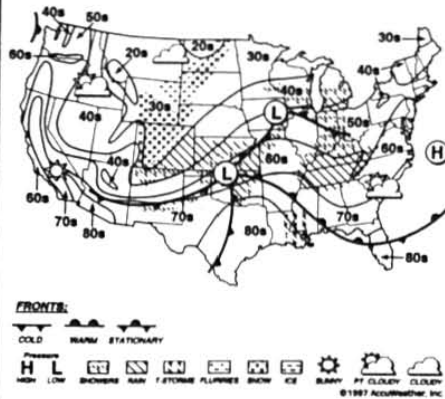 40s 50s 30s
20s
60s 20s 30s 40s
40s
30s L 50s
40s
L 60s 60s H
40s
60s 70s 70s 70s
80s 80s 80s
80s
FRONTS:
COLD WARM STATIONARY
Pressure
H L
HIGH LOW SHOWERS RAIN T-STORMS FLURRIES SNOW ICE SUNNY PT. CLOUDY CLOUDY
©1997 AccuWeather, Inc.